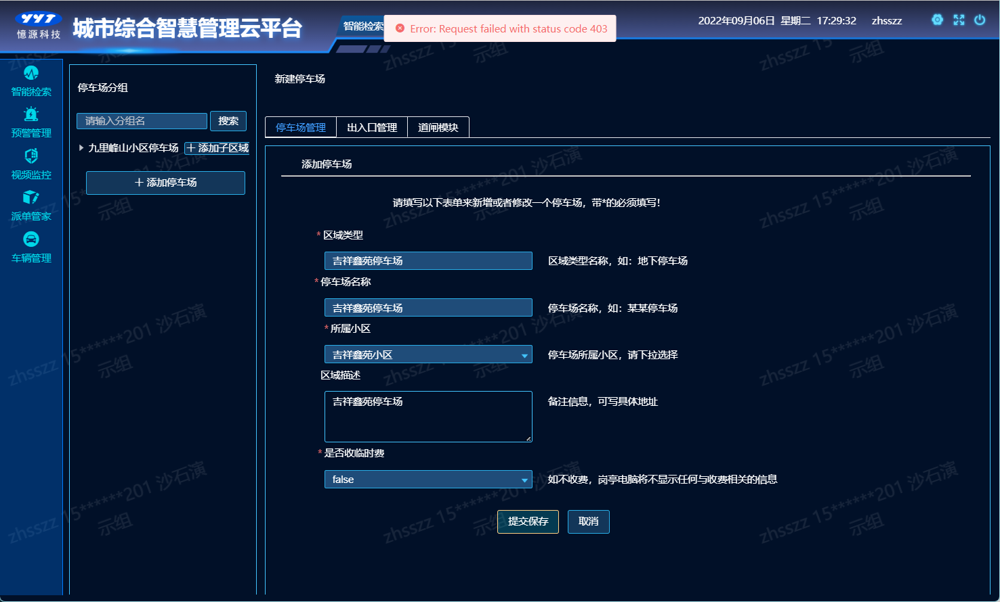 YYT
憶源科技
城市综合智慧管理云平台
智能检索
Error: Request failed with status code 403
2022年09月06日 星期二 17:29:32 zhsszz
智能检索
预警管理
视频监控
派单管家
车辆管理
停车场分组
请输入分组名
搜索
九里峰山小区停车场
添加子区域
添加停车场
新建停车场
停车场管理
出入口管理
道闸模块
添加停车场
请填写以下表单来新增或者修改一个停车场，带*的必须填写！
* 区域类型
吉祥鑫苑停车场
区域类型名称，如：地下停车场
* 停车场名称
吉祥鑫苑停车场
停车场名称，如：某某停车场
* 所属小区
吉祥鑫苑小区
停车场所属小区，请下拉选择
区域描述
吉祥鑫苑停车场
备注信息，可写具体地址
* 是否收临时费
false
如不收费，岗亭电脑将不显示任何与收费相关的信息
提交保存
取消
zhsszz 15******201 沙石演示组